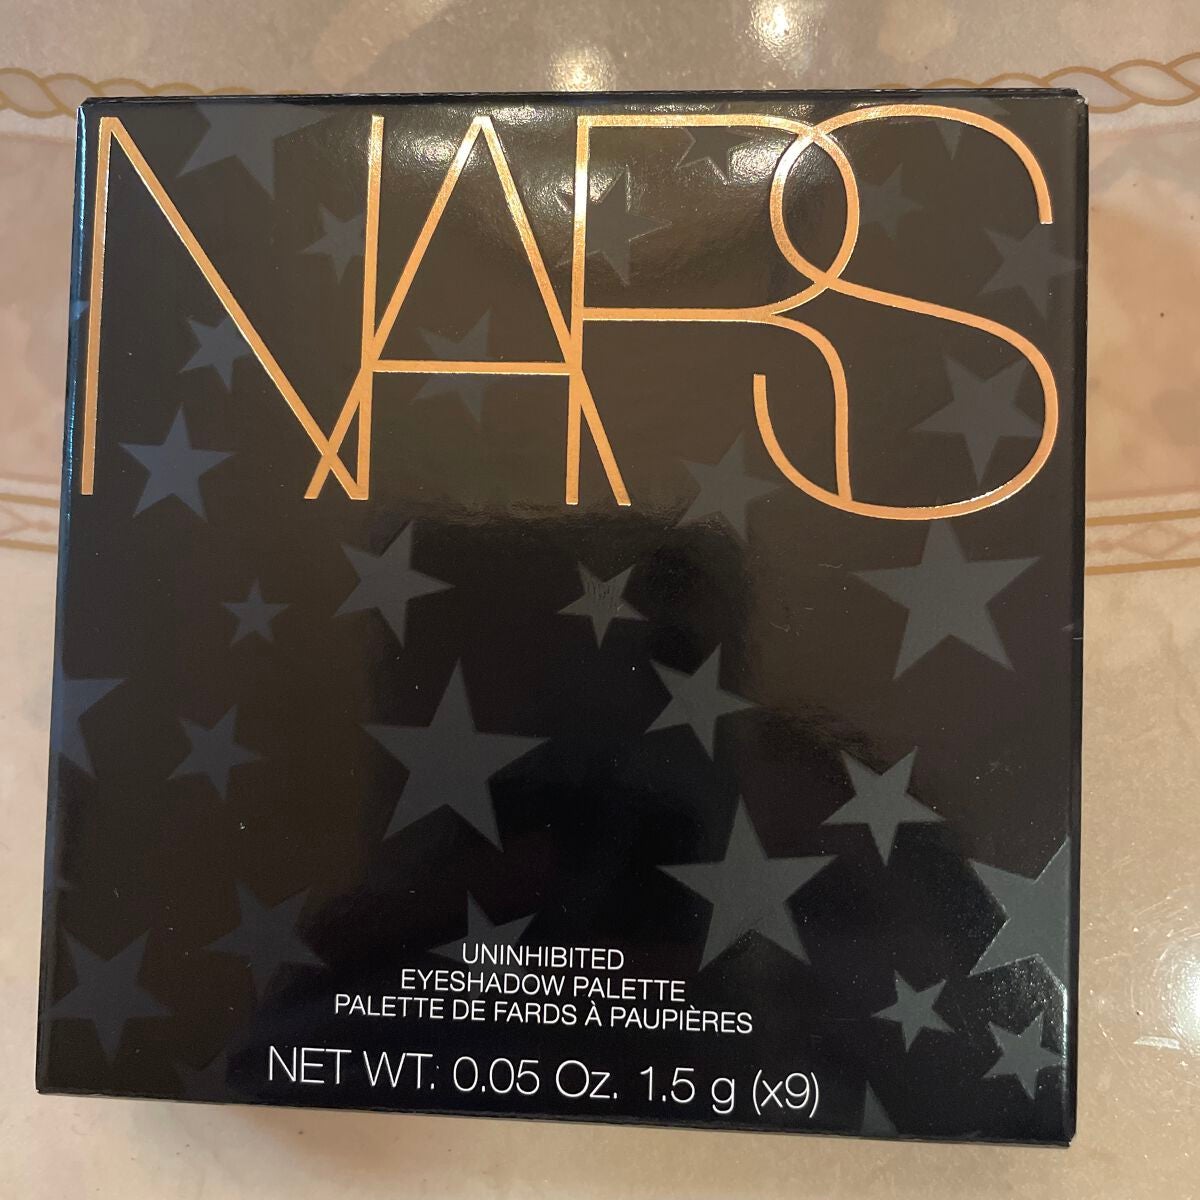 NARS
UNINHIBITED
EYESHADOW PALETTE
PALETTE DE FARDS À PAUPIÈRES
NET WT. 0.05 Oz. 1.5 g (x9)